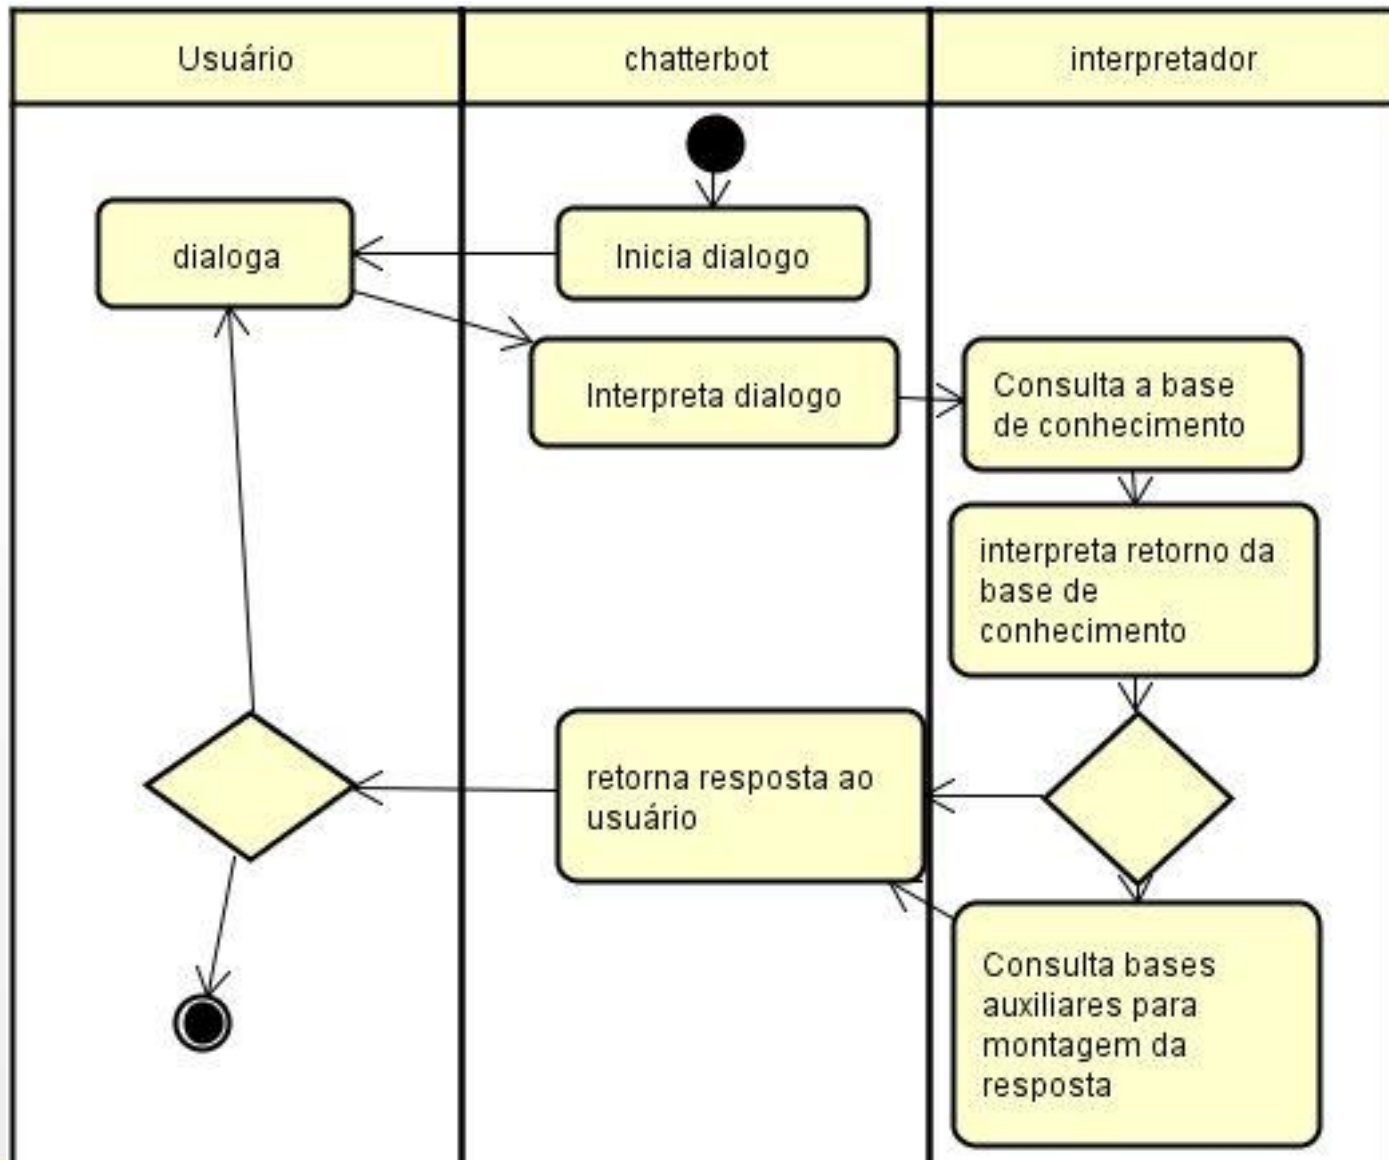 Usuário
chatterbot
interpretador
dialoga
Inicia dialogo
Interpreta dialogo
Consulta a base
de conhecimento
interpreta retorno da
base de
conhecimento
retorna resposta ao
usuário
Consulta bases
auxiliares para
montagem da
resposta